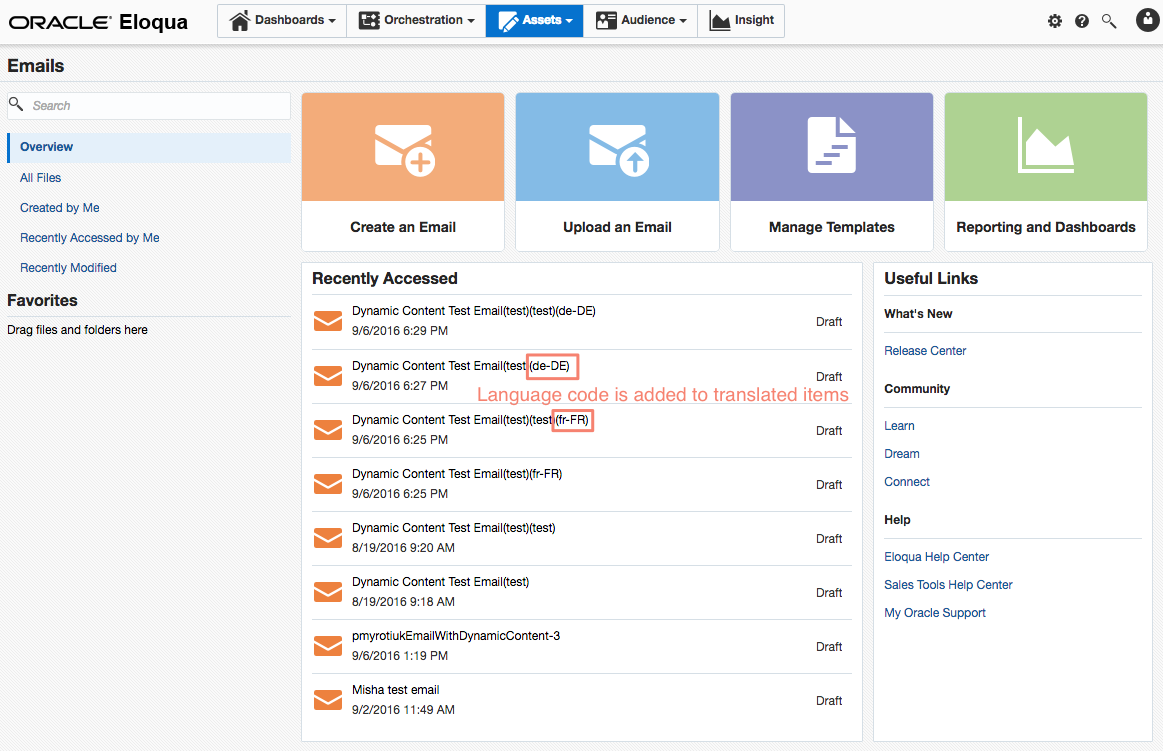 ORACLE® Eloqua
Dashboards
Orchestration
Assets
Audience
Insight
Emails
Search
Overview
All Files
Created by Me
Recently Accessed by Me
Recently Modified
Favorites
Drag files and folders here
Create an Email
Upload an Email
Manage Templates
Reporting and Dashboards
Recently Accessed
Dynamic Content Test Email(test)(test)(de-DE)
9/6/2016 6:29 PM
Draft
Dynamic Content Test Email(test)(de-DE)
9/6/2016 6:27 PM
Draft
Language code is added to translated items
Dynamic Content Test Email(test)(test)(fr-FR)
9/6/2016 6:25 PM
Draft
Dynamic Content Test Email(test)(fr-FR)
9/6/2016 6:25 PM
Draft
Dynamic Content Test Email(test)(test)
8/19/2016 9:20 AM
Draft
Dynamic Content Test Email(test)
8/19/2016 9:18 AM
Draft
pmyrotiukEmailWithDynamicContent-3
9/6/2016 1:19 PM
Draft
Misha test email
9/2/2016 11:49 AM
Draft
Useful Links
What's New
Release Center
Community
Learn
Dream
Connect
Help
Eloqua Help Center
Sales Tools Help Center
My Oracle Support